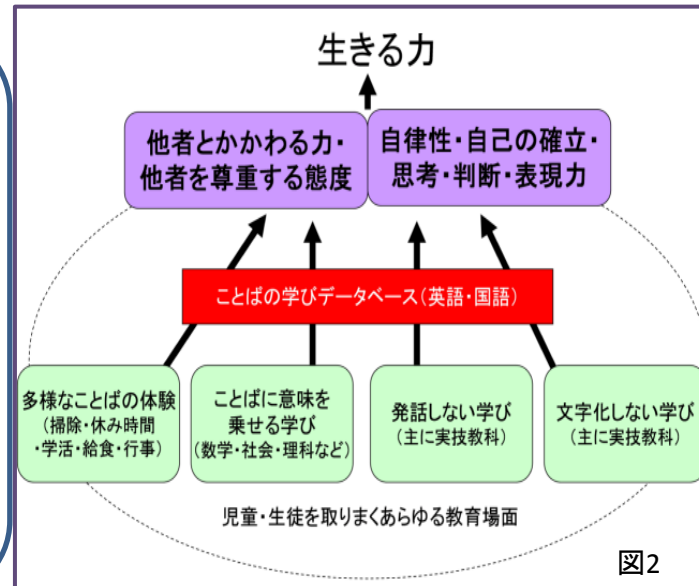 生きる力
他者とかかわる力・
他者を尊重する態度
自律性・自己の確立・
思考・判断・表現力
ことばの学びデータベース(英語・国語)
多様なことばの体験
(掃除・休み時間
・学活・給食・行事)
ことばに意味を
乗せる学び
(数学・社会・理科など)
発話しない学び
(主に実技教科)
文字化しない学び
(主に実技教科)
児童・生徒を取りまくあらゆる教育場面
図2